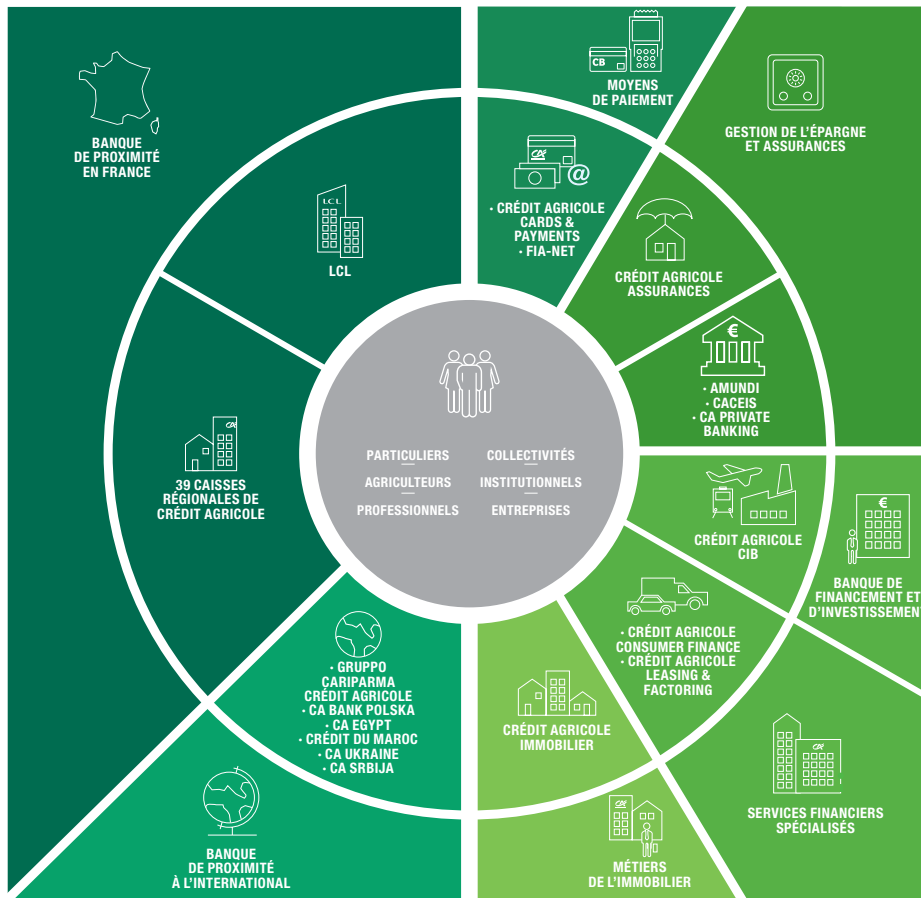 BANQUE
DE PROXIMITÉ
EN FRANCE
LCL
LCL
39 CAISSES
RÉGIONALES DE
CRÉDIT AGRICOLE
CB
MOYENS
DE PAIEMENT
@
· CRÉDIT AGRICOLE
CARDS &
PAYMENTS
· FIA-NET
GESTION DE L'ÉPARGNE
ET ASSURANCES
CRÉDIT AGRICOLE
ASSURANCES
€
· AMUNDI
· CACEIS
· CA PRIVATE
BANKING
PARTICULIERS
AGRICULTEURS
PROFESSIONNELS
COLLECTIVITÉS
INSTITUTIONNELS
ENTREPRISES
CRÉDIT AGRICOLE
CIB
€
BANQUE DE
FINANCEMENT ET
D'INVESTISSEMENT
· CRÉDIT AGRICOLE
CONSUMER FINANCE
· CRÉDIT AGRICOLE
LEASING &
FACTORING
SERVICES FINANCIERS
SPÉCIALISÉS
CRÉDIT AGRICOLE
IMMOBILIER
MÉTIERS
DE L'IMMOBILIER
· GRUPPO
CARIPARMA
CRÉDIT AGRICOLE
· CA BANK POLSKA
· CA EGYPT
· CRÉDIT DU MAROC
· CA UKRAINE
· CA SRBIJA
BANQUE
DE PROXIMITÉ
À L'INTERNATIONAL